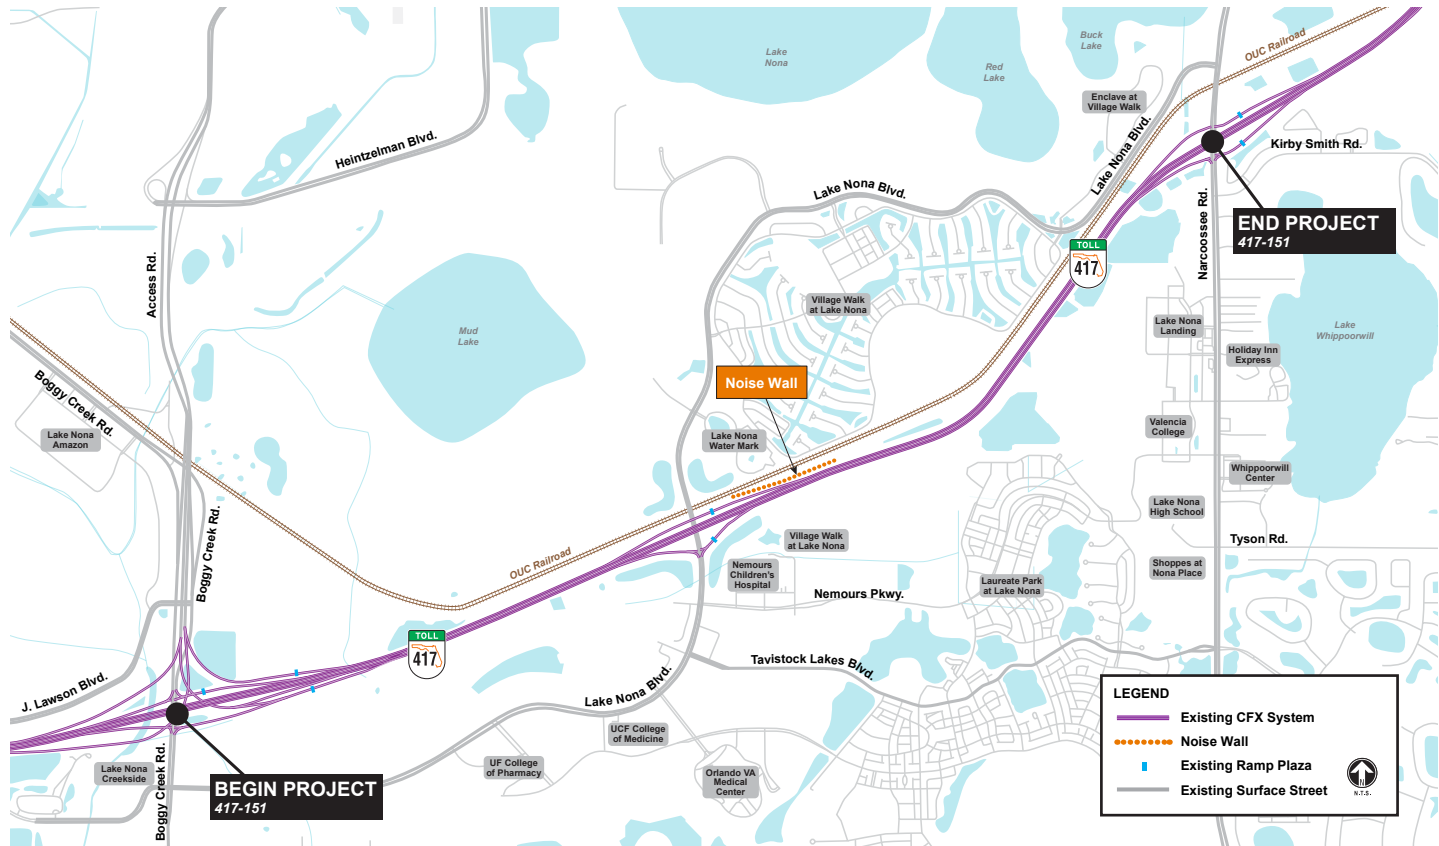 Lake
Nona
Buck
Lake
Red
Lake
OUC Railroad
Enclave at
Village Walk
Heintzelman Blvd.
Lake Nona Blvd.
Kirby Smith Rd.
Lake Nona Blvd.
END PROJECT
417-151
Narcoossee Rd.
TOLL
417
Access Rd.
Village Walk
at Lake Nona
Lake Nona
Landing
Lake
Whippoorwill
Mud
Lake
Holiday Inn
Express
Noise Wall
Boggy Creek Rd.
Lake Nona
Amazon
Lake Nona
Water Mark
Valencia
College
Whippoorwill
Center
Lake Nona
High School
Boggy Creek Rd.
OUC Railroad
Village Walk
at Lake Nona
Tyson Rd.
Nemours
Children's
Hospital
Shoppes at
Nona Place
Laureate Park
at Lake Nona
Nemours Pkwy.
TOLL
417
Tavistock Lakes Blvd.
J. Lawson Blvd.
Lake Nona Blvd.
UCF College
of Medicine
UF College
of Pharmacy
Orlando VA
Medical
Center
Lake Nona
Creekside
Boggy Creek Rd.
BEGIN PROJECT
417-151
LEGEND
Existing CFX System
Noise Wall
Existing Ramp Plaza
Existing Surface Street
N
N.T.S.